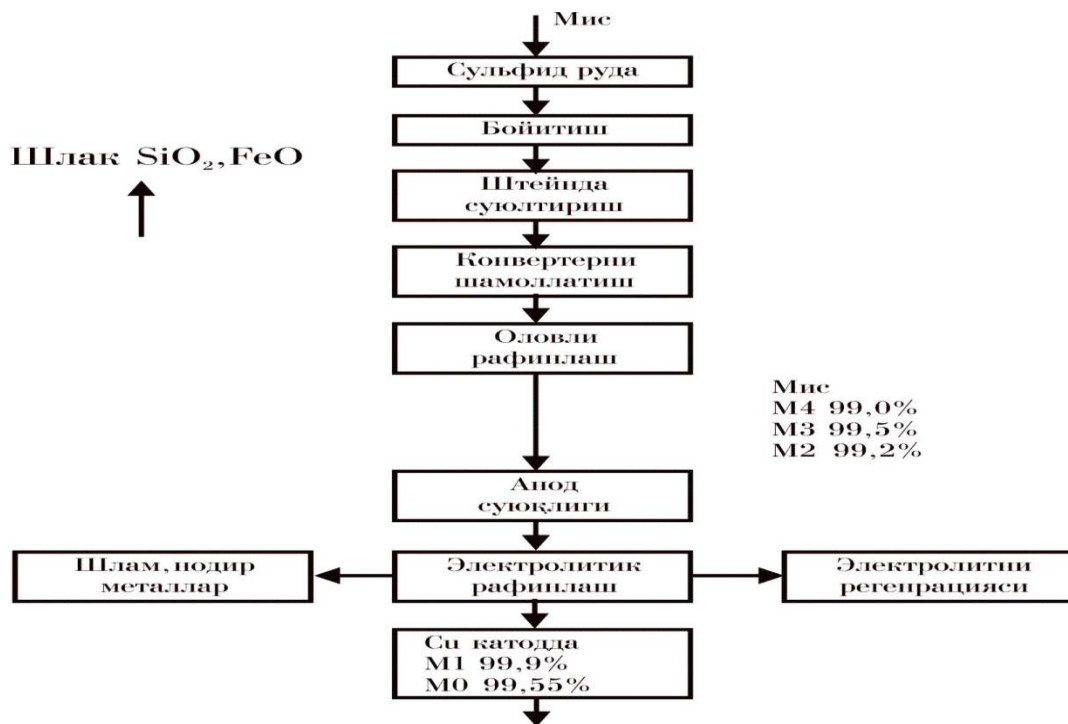 Мис
Сульфид руда
Бойитиш
Шлак SiO₂,FeO
Штейнда
суюлтириш
Конвертерни
шамоллатиш
Оловли
рафинлаш
Мис
М4 99,0%
М3 99,5%
М2 99,2%
Анод
суюқлиги
Шлам,нодир
металлар
Электролитик
рафинлаш
Электролитни
регенрацияси
Cu катодда
М1 99,9%
М0 99,55%